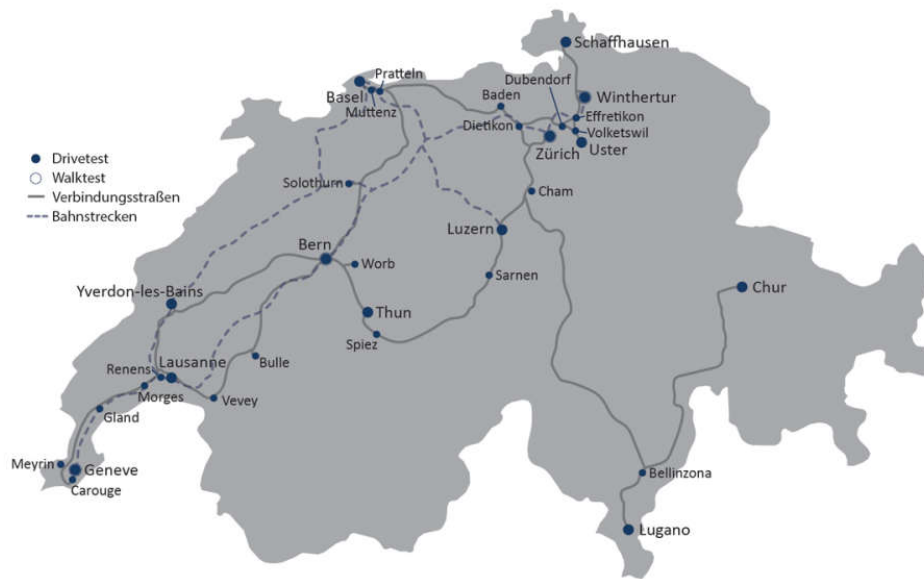 Schaffhausen
Pratteln
Basel
Muttenz
Baden
Dubendorf
Winthertur
Effretikon
Dietikon
Volketswil
Zürich
Uster
Drivetest
Walktest
Verbindungsstraßen
Bahnstrecken
Solothurn
Cham
Luzern
Bern
Worb
Sarnen
Yverdon-les-Bains
Chur
Thun
Spiez
Lausanne
Bulle
Renens
Morges
Vevey
Gland
Meyrin
Geneve
Carouge
Bellinzona
Lugano